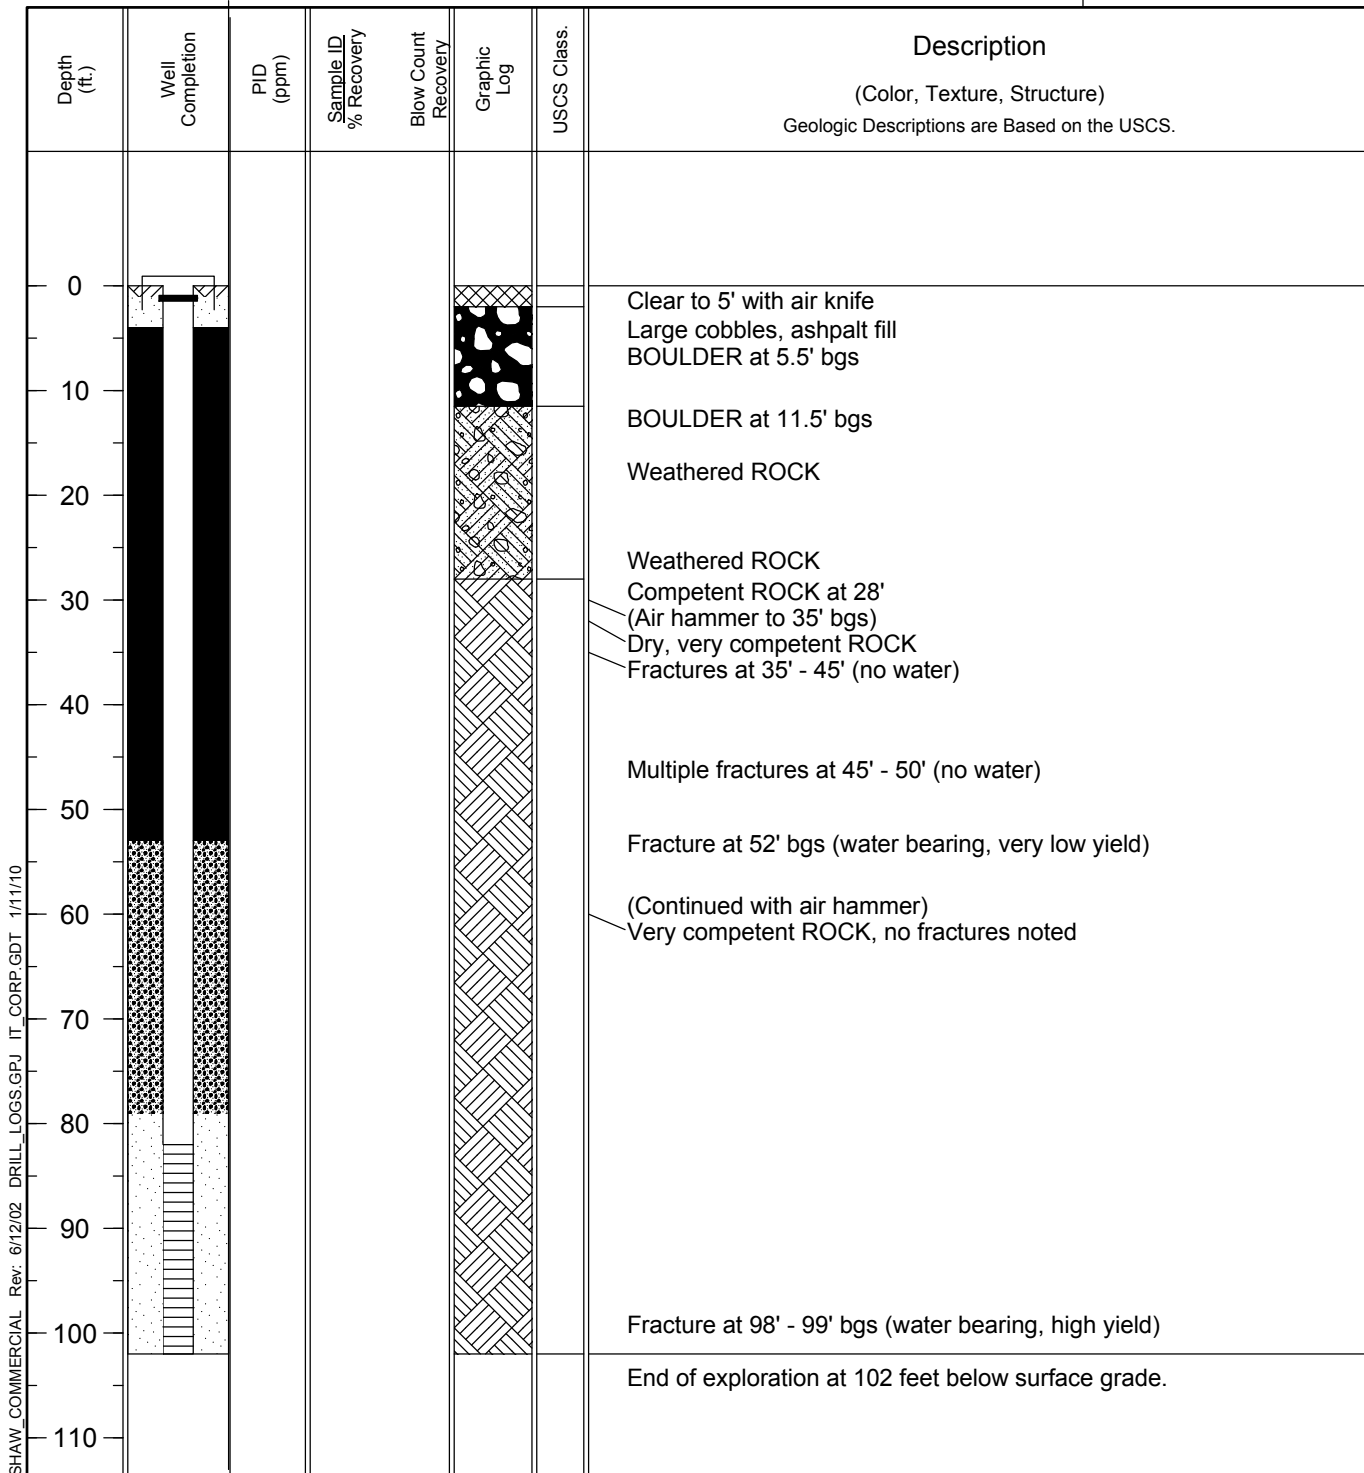 Depth
(ft.)
Well
Completion
PID
(ppm)
Sample ID
% Recovery
Blow Count
Recovery
Graphic
Log
USCS Class.
Description
(Color, Texture, Structure)
Geologic Descriptions are Based on the USCS.
0
Clear to 5' with air knife
Large cobbles, ashpalt fill
BOULDER at 5.5' bgs
10
BOULDER at 11.5' bgs
Weathered ROCK
20
Weathered ROCK
Competent ROCK at 28'
30
(Air hammer to 35' bgs)
Dry, very competent ROCK
Fractures at 35' - 45' (no water)
40
Multiple fractures at 45' - 50' (no water)
50
Fracture at 52' bgs (water bearing, very low yield)
(Continued with air hammer)
60
Very competent ROCK, no fractures noted
70
80
90
Fracture at 98' - 99' bgs (water bearing, high yield)
100
End of exploration at 102 feet below surface grade.
110
SHAW_COMMERCIAL Rev: 6/12/02 DRILL_LOGS.GPJ IT_CORP.GDT 1/11/10